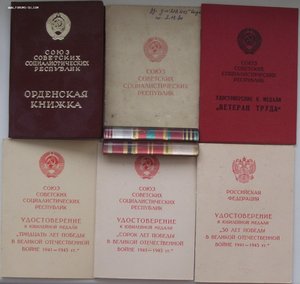 СОЮЗ
СОВЕТСКИХ
СОЦИАЛИСТИЧЕСКИХ
РЕСПУБЛИК
ОРДЕНСКАЯ
КНИЖКА
СОЮЗ
СОВЕТСКИХ
СОЦИАЛИСТИЧЕСКИХ
РЕСПУБЛИК
СОЮЗ
СОВЕТСКИХ
СОЦИАЛИСТИЧЕСКИХ
РЕСПУБЛИК
УДОСТОВЕРЕНИЕ К МЕДАЛИ
"ВЕТЕРАН ТРУДА"
СОЮЗ
СОВЕТСКИХ
СОЦИАЛИСТИЧЕСКИХ
РЕСПУБЛИК
УДОСТОВЕРЕНИЕ
К ЮБИЛЕЙНОЙ МЕДАЛИ
"ТРИДЦАТЬ ЛЕТ ПОБЕДЫ
В ВЕЛИКОЙ ОТЕЧЕСТВЕННОЙ
ВОЙНЕ 1941—1945 гг."
СОЮЗ
СОВЕТСКИХ
СОЦИАЛИСТИЧЕСКИХ
РЕСПУБЛИК
УДОСТОВЕРЕНИЕ
К ЮБИЛЕЙНОЙ МЕДАЛИ
"СОРОК ЛЕТ ПОБЕДЫ
В ВЕЛИКОЙ ОТЕЧЕСТВЕННОЙ
ВОЙНЕ 1941—1945 гг."
РОССИЙСКАЯ
ФЕДЕРАЦИЯ
УДОСТОВЕРЕНИЕ
К ЮБИЛЕЙНОЙ МЕДАЛИ
"50 ЛЕТ ПОБЕДЫ
В ВЕЛИКОЙ ОТЕЧЕСТВЕННОЙ
ВОЙНЕ 1941—1945 гг."